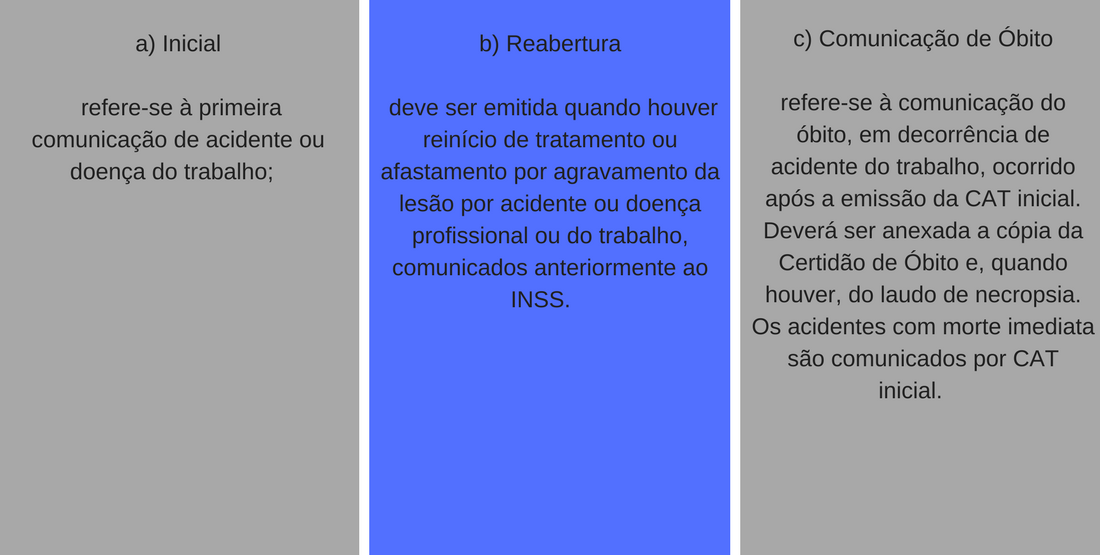 a) Inicial
refere-se à primeira
comunicação de acidente ou
doença do trabalho;
b) Reabertura
deve ser emitida quando houver
reinício de tratamento ou
afastamento por agravamento da
lesão por acidente ou doença
profissional ou do trabalho,
comunicados anteriormente ao
INSS.
c) Comunicação de Óbito
refere-se à comunicação do
óbito, em decorrência de
acidente do trabalho, ocorrido
após a emissão da CAT inicial.
Deverá ser anexada a cópia da
Certidão de Óbito e, quando
houver, do laudo de necropsia.
Os acidentes com morte imediata
são comunicados por CAT
inicial.